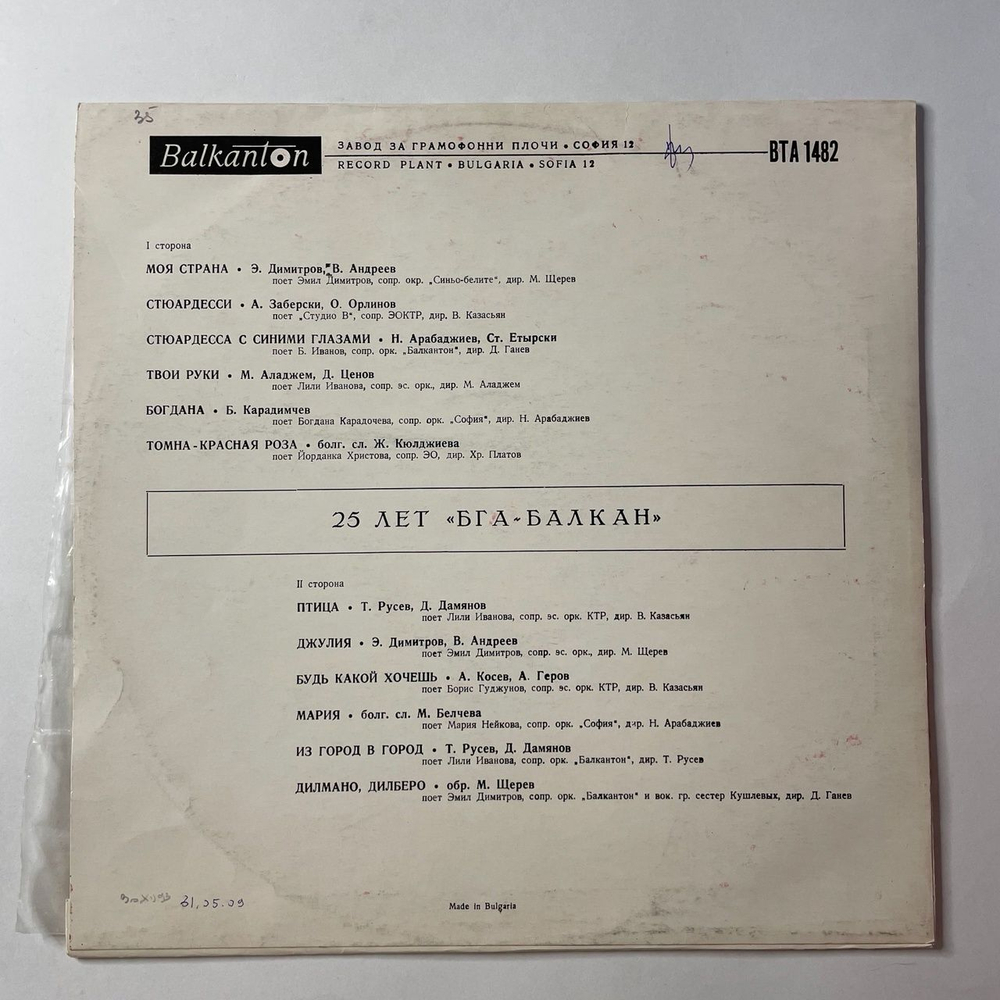 35
Balkanton
ЗАВОД ЗА ГРАМОФОННИ ПЛОЧИ • СОФИЯ 12
RECORD PLANT • BULGARIA • SOFIA 12
ВТА 1482
I сторона
МОЯ СТРАНА • Э. Димитров, В. Андреев
поет Эмил Димитров, сопр. окр. „Синьо-белите", дир. М. Щерев
СТЮАРДЕССИ • А. Заберски, О. Орлинов
поет „Студио В", сопр. ЭОКТР, дир. В. Казасьян
СТЮАРДЕССА С СИНИМИ ГЛАЗАМИ • Н. Арабаджиев, Ст. Етырски
поет Б. Иванов, сопр. орк. „Балкантон", дир. Д. Ганев
ТВОИ РУКИ • М. Аладжем, Д. Ценов
поет Лили Иванова, сопр. эс. орк., дир. М. Аладжем
БОГДАНА • Б. Карадимчев
поет Богдана Карадочева, сопр. орк. „София", дир. Н. Арабаджиев
ТОМНА-КРАСНАЯ РОЗА • болг. сл. Ж. Кюлджиева
поет Йорданка Христова, сопр. ЭО, дир. Хр. Платов
25 ЛЕТ «БГА-БАЛКАН»
II сторона
ПТИЦА • Т. Русев, Д. Дамянов
поет Лили Иванова, сопр. эс. орк. КТР, дир. В. Казасьян
ДЖУЛИЯ • Э. Димитров, В. Андреев
поет Эмил Димитров, сопр. эс. орк., дир. М. Щерев
БУДЬ КАКОЙ ХОЧЕШЬ • А. Косев, А. Геров
поет Борис Гуджунов, сопр. эс. орк. КТР, дир. В. Казасьян
МАРИЯ • болг. сл. М. Белчева
поет Мария Нейкова, сопр. орк. „София", дир. Н. Арабаджиев
ИЗ ГОРОД В ГОРОД • Т. Русев, Д. Дамянов
поет Лили Иванова, сопр. орк. „Балкантон", дир. Т. Русев
ДИЛМАНО, ДИЛБЕРО • обр. М. Щерев
поет Эмил Димитров, сопр. орк. „Балкантон" и вок. гр. сестер Кушлевых, дир. Д. Ганев
31.05.09
Made in Bulgaria